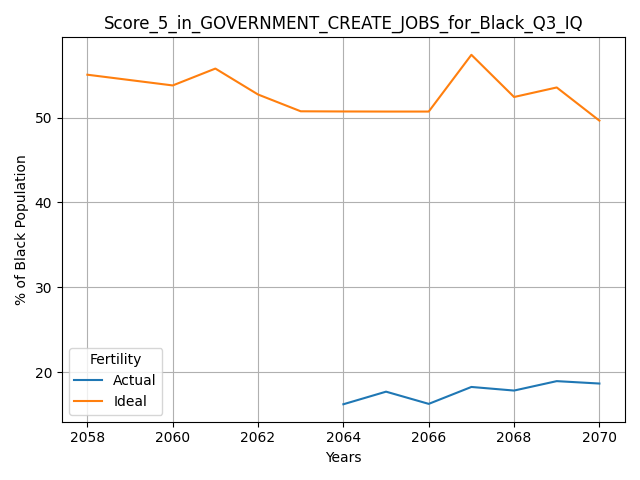 Score_5_in_GOVERNMENT_CREATE_JOBS_for_Black_Q3_IQ
% of Black Population
50
40
30
20
Fertility
Actual
Ideal
2058 2060 2062 2064 2066 2068 2070
Years